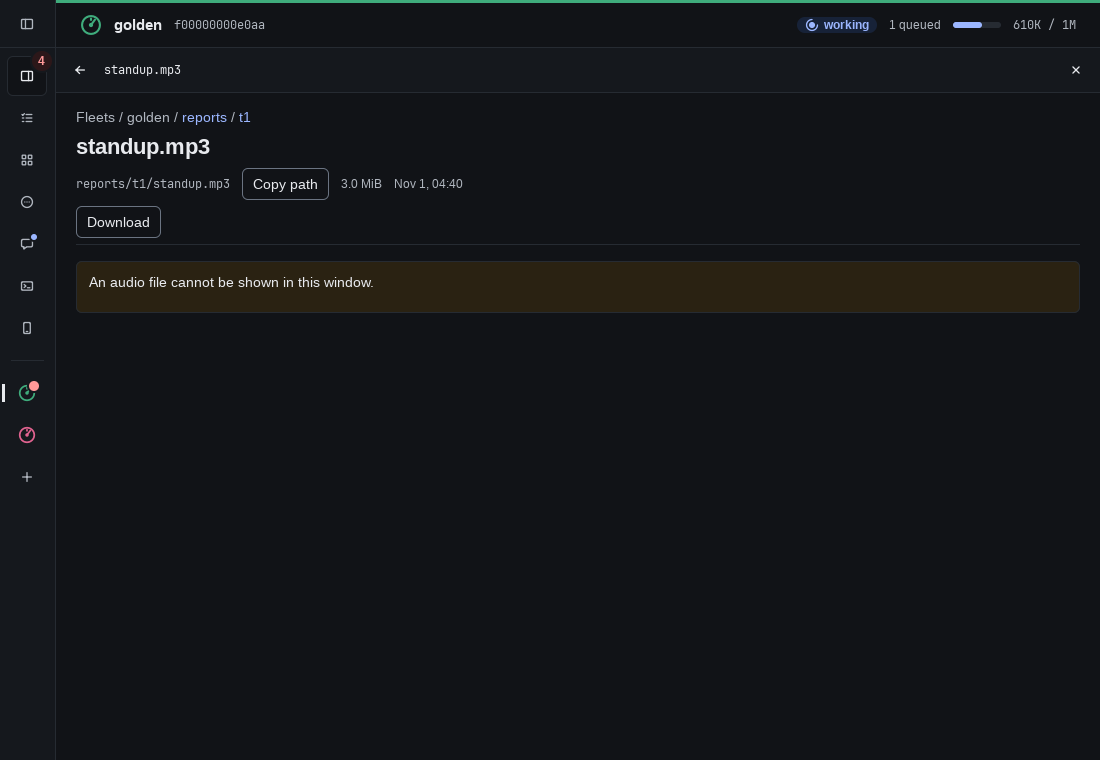 golden f00000000e0aa working 1 queued 610K / 1M
4
standup.mp3
Fleets / golden / reports / t1
standup.mp3
reports/t1/standup.mp3 Copy path 3.0 MiB Nov 1, 04:40
Download
An audio file cannot be shown in this window.